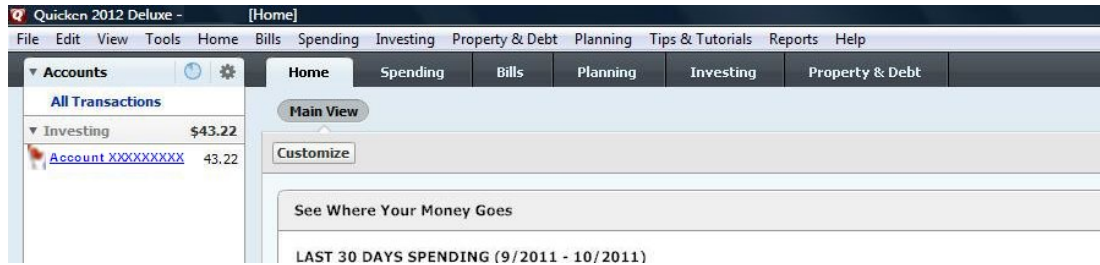 Quicken 2012 Deluxe - [Home]
File Edit View Tools Home Bills Spending Investing Property & Debt Planning Tips & Tutorials Reports Help
Accounts
Home Spending Bills Planning Investing Property & Debt
All Transactions
Main View
Investing $43.22
Account XXXXXXXXX 43.22
Customize
See Where Your Money Goes
LAST 30 DAYS SPENDING (9/2011 - 10/2011)